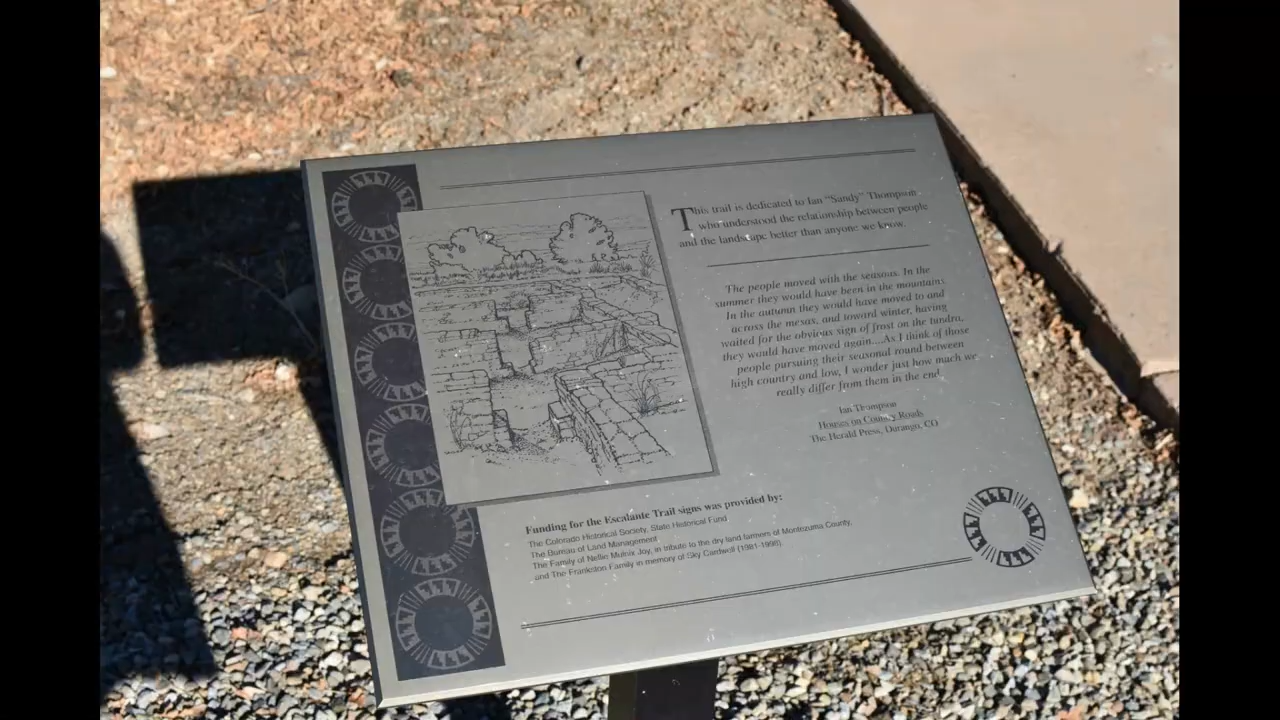 This trail is dedicated to Ian "Sandy" Thompson
who understood the relationship between people
and the landscape better than anyone we know.
The people moved with the seasons. In the
summer they would have been in the mountains
In the autumn they would have moved to and
across the mesas, and toward winter, having
waited for the obvious sign of frost on the tundra,
they would have moved again....As I think of those
people pursuing their seasonal round between
high country and low, I wonder just how much we
really differ from them in the end.
Ian Thompson
Houses on Country Roads
The Herald Press, Durango, CO
Funding for the Escalante Trail signs was provided by:
The Colorado Historical Society, State Historical Fund
The Bureau of Land Management
The Family of Nellie Mulnix Joy, in tribute to the dry land farmers of Montezuma County,
and The Frankston Family in memory of Sky Cardwell (1981-1998)